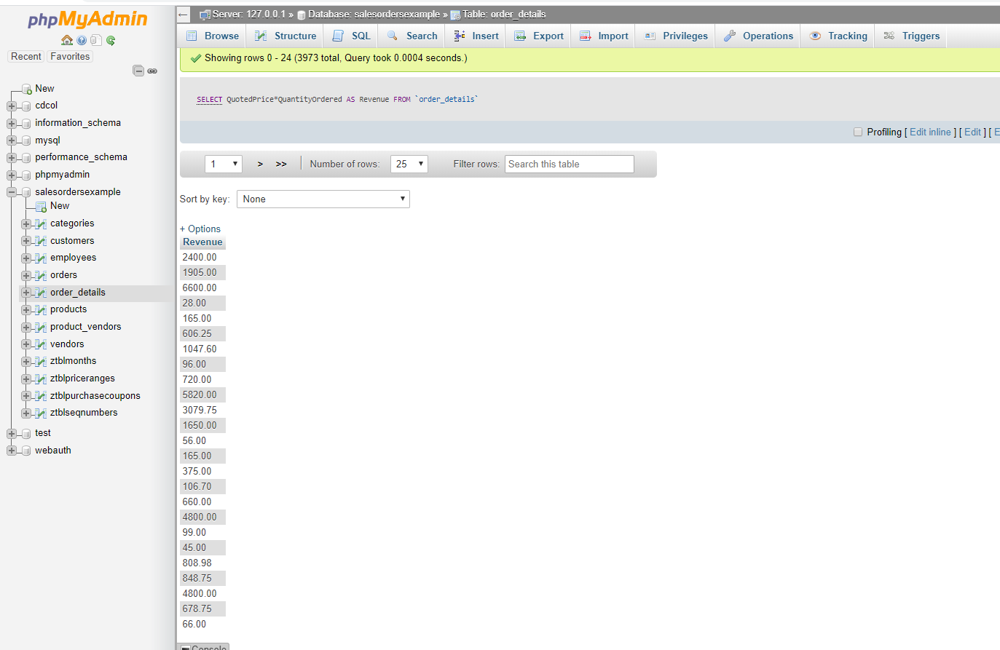 phpMyAdmin
Recent Favorites
New
cdcol
information_schema
mysql
performance_schema
phpmyadmin
salesordersexample
New
categories
customers
employees
orders
order_details
products
product_vendors
vendors
ztblmonths
ztblpriceranges
ztblpurchasecoupons
ztblseqnumbers
test
webauth
Server: 127.0.0.1 » Database: salesordersexample » Table: order_details
Browse Structure SQL Search Insert Export Import Privileges Operations Tracking Triggers
Showing rows 0 - 24 (3973 total, Query took 0.0004 seconds.)
SELECT QuotedPrice*QuantityOrdered AS Revenue FROM `order_details`
Profiling [ Edit inline ] [ Edit ] [ E
1 > >> Number of rows: 25 Filter rows: Search this table
Sort by key: None
+ Options
Revenue
2400.00
1905.00
6600.00
28.00
165.00
606.25
1047.60
96.00
720.00
5820.00
3079.75
1650.00
56.00
165.00
375.00
106.70
660.00
4800.00
99.00
45.00
808.98
848.75
4800.00
678.75
66.00
Console